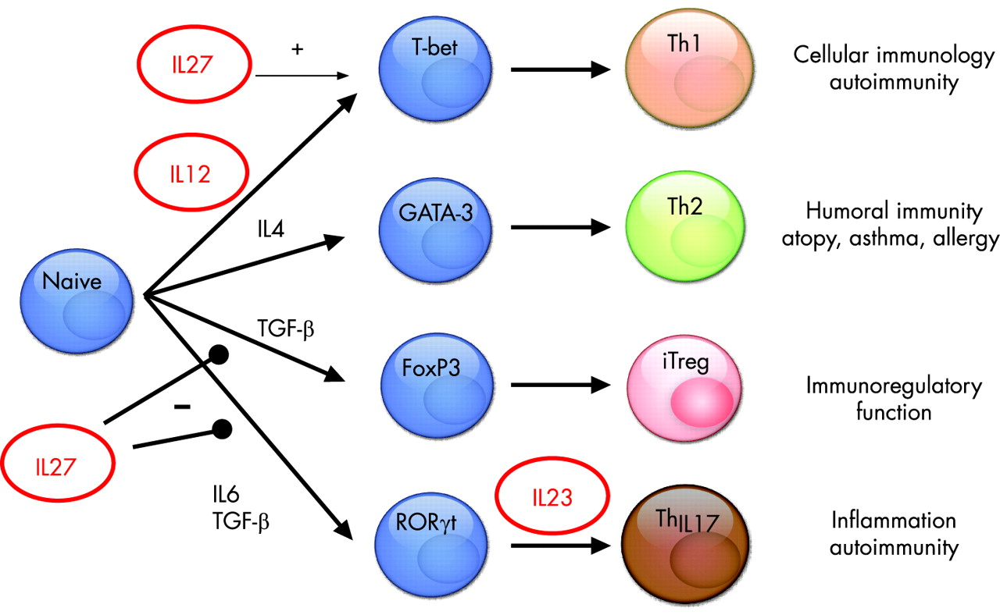 IL27
+
T-bet
Th1
Cellular immunology
autoimmunity
IL12
IL4
GATA-3
Th2
Humoral immunity
atopy, asthma, allergy
Naive
TGF-β
FoxP3
iTreg
Immunoregulatory
function
–
IL27
IL6
TGF-β
RORγt
IL23
ThIL17
Inflammation
autoimmunity